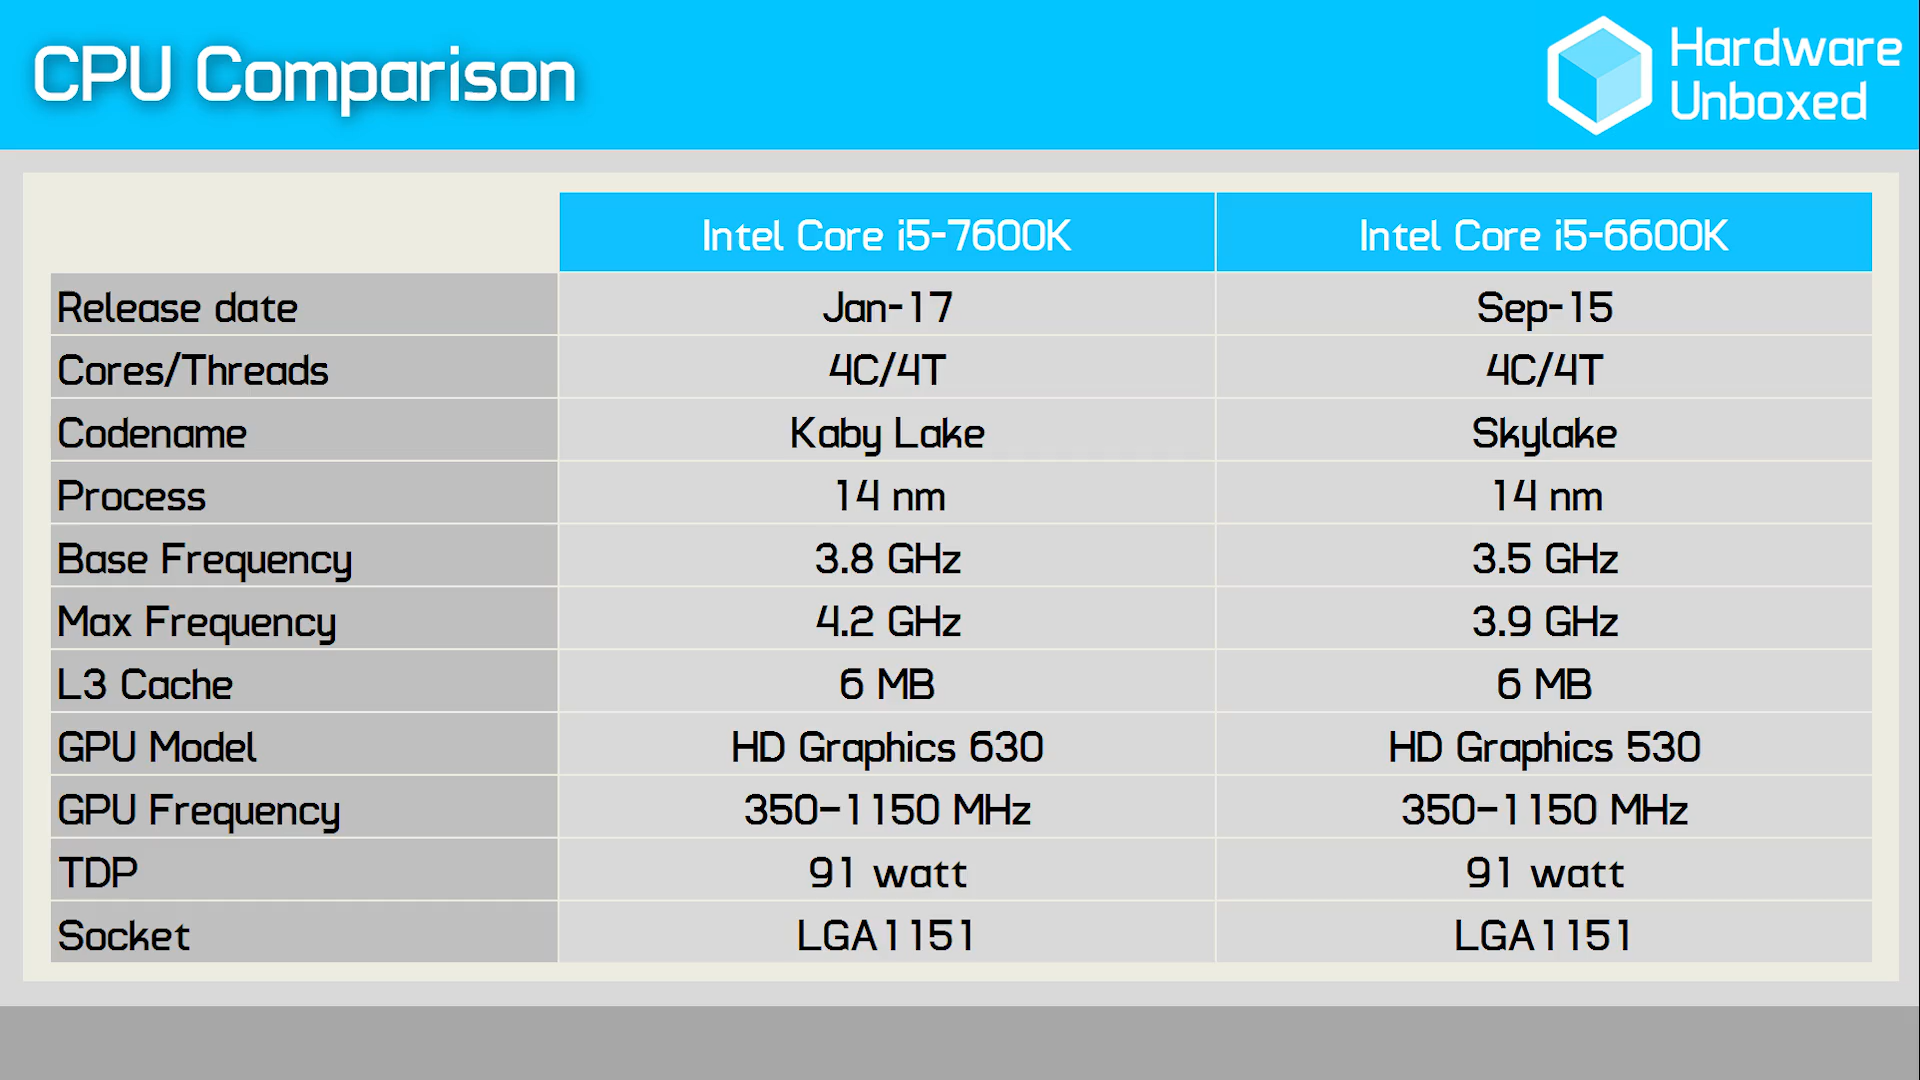 CPU Comparison
Hardware
Unboxed
Intel Core i5-7600K Intel Core i5-6600K
Release date Jan-17 Sep-15
Cores/Threads 4C/4T 4C/4T
Codename Kaby Lake Skylake
Process 14 nm 14 nm
Base Frequency 3.8 GHz 3.5 GHz
Max Frequency 4.2 GHz 3.9 GHz
L3 Cache 6 MB 6 MB
GPU Model HD Graphics 630 HD Graphics 530
GPU Frequency 350–1150 MHz 350–1150 MHz
TDP 91 watt 91 watt
Socket LGA1151 LGA1151